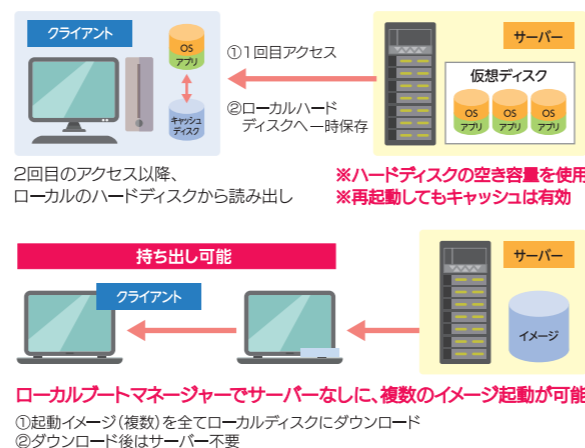 クライアント
OS
アプリ
キャッシュ
ディスク
①1回目アクセス
②ローカルハード
ディスクへ一時保存
サーバー
仮想ディスク
OS
アプリ
OS
アプリ
OS
アプリ
2回目のアクセス以降、
ローカルのハードディスクから読み出し
※ハードディスクの空き容量を使用
※再起動してもキャッシュは有効
持ち出し可能
クライアント
サーバー
イメージ
ローカルブートマネージャーでサーバーなしに、複数のイメージ起動が可能
①起動イメージ(複数)を全てローカルディスクにダウンロード
②ダウンロード後はサーバー不要